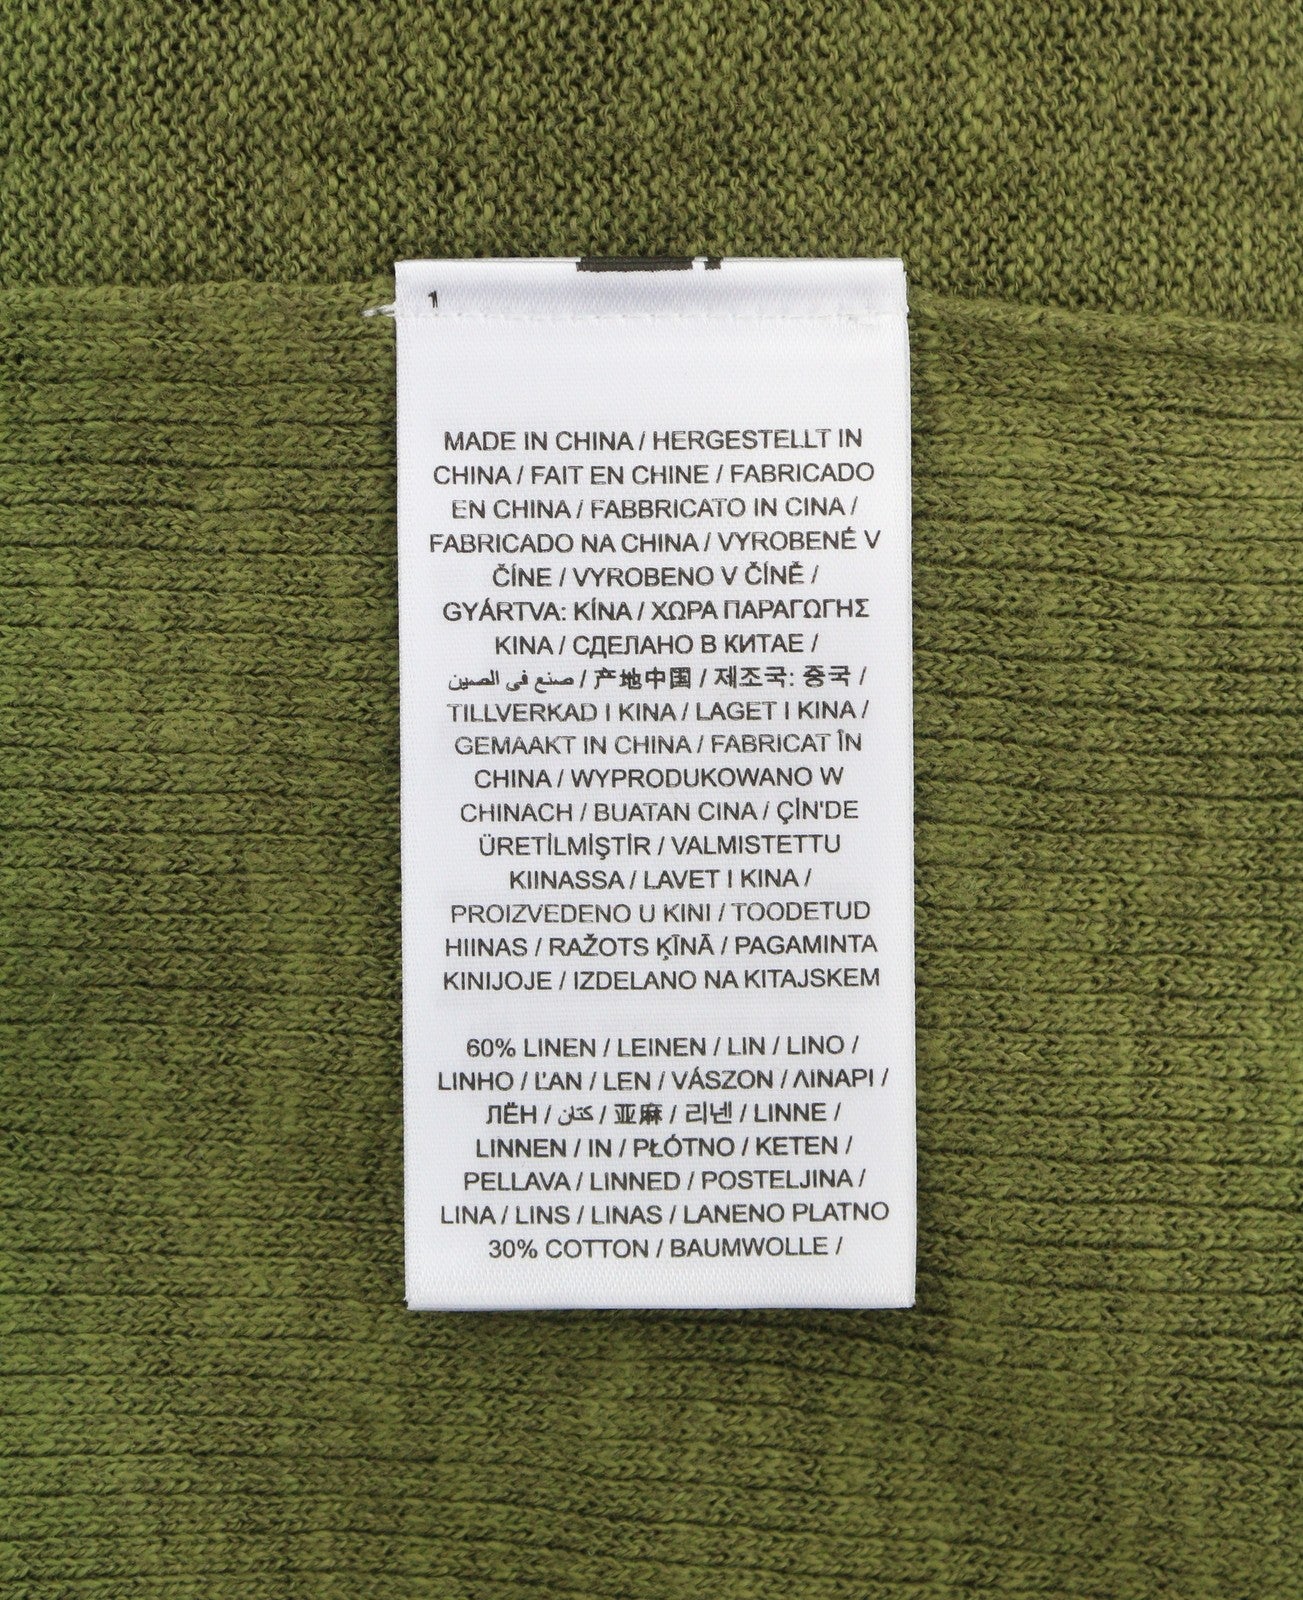 1
MADE IN CHINA / HERGESTELLT IN
CHINA / FAIT EN CHINE / FABRICADO
EN CHINA / FABBRICATO IN CINA /
FABRICADO NA CHINA / VYROBENÉ V
ČÍNE / VYROBENO V ČÍNĚ /
GYÁRTVA: KÍNA / ΧΩΡΑ ΠΑΡΑΓΩΓΗΣ
KINA / СДЕЛАНО В КИТАЕ /
صنع فى الصين / 产地中国 / 제조국: 중국 /
TILLVERKAD I KINA / LAGET I KINA /
GEMAAKT IN CHINA / FABRICAT ÎN
CHINA / WYPRODUKOWANO W
CHINACH / BUATAN CINA / ÇİN'DE
ÜRETİLMİŞTİR / VALMISTETTU
KIINASSA / LAVET I KINA /
PROIZVEDENO U KINI / TOODETUD
HIINAS / RAŽOTS ĶĪNĀ / PAGAMINTA
KINIJOJE / IZDELANO NA KITAJSKEM
60% LINEN / LEINEN / LIN / LINO /
LINHO / ĽAN / LEN / VÁSZON / ΛΙΝΑΡΙ /
ЛЁН / كتان / 亚麻 / 리넨 / LINNE /
LINNEN / IN / PŁÓTNO / KETEN /
PELLAVA / LINNED / POSTELJINA /
LINA / LINS / LINAS / LANENO PLATNO
30% COTTON / BAUMWOLLE /